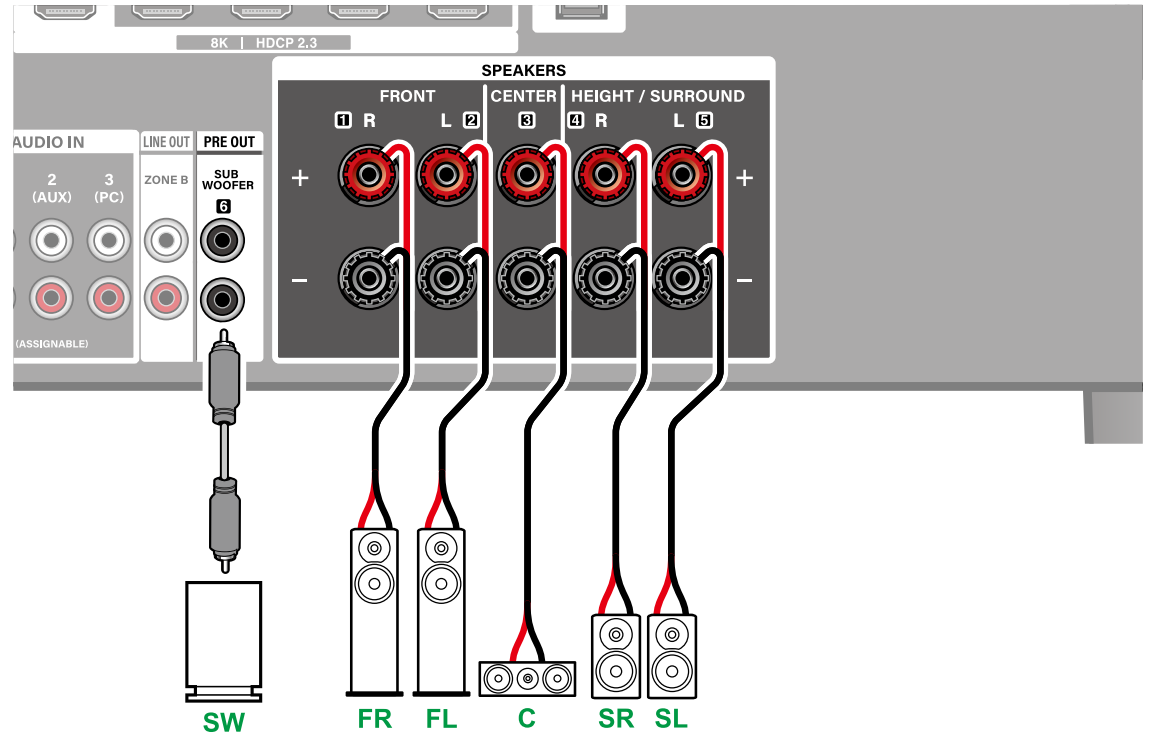 8K | HDCP 2.3
SPEAKERS
FRONT
CENTER
HEIGHT / SURROUND
1 R
L 2
3
4 R
L 5
AUDIO IN
LINE OUT
PRE OUT
2
(AUX)
3
(PC)
ZONE B
SUB
WOOFER
6
+
+
−
−
(ASSIGNABLE)
SW
FR
FL
C
SR
SL